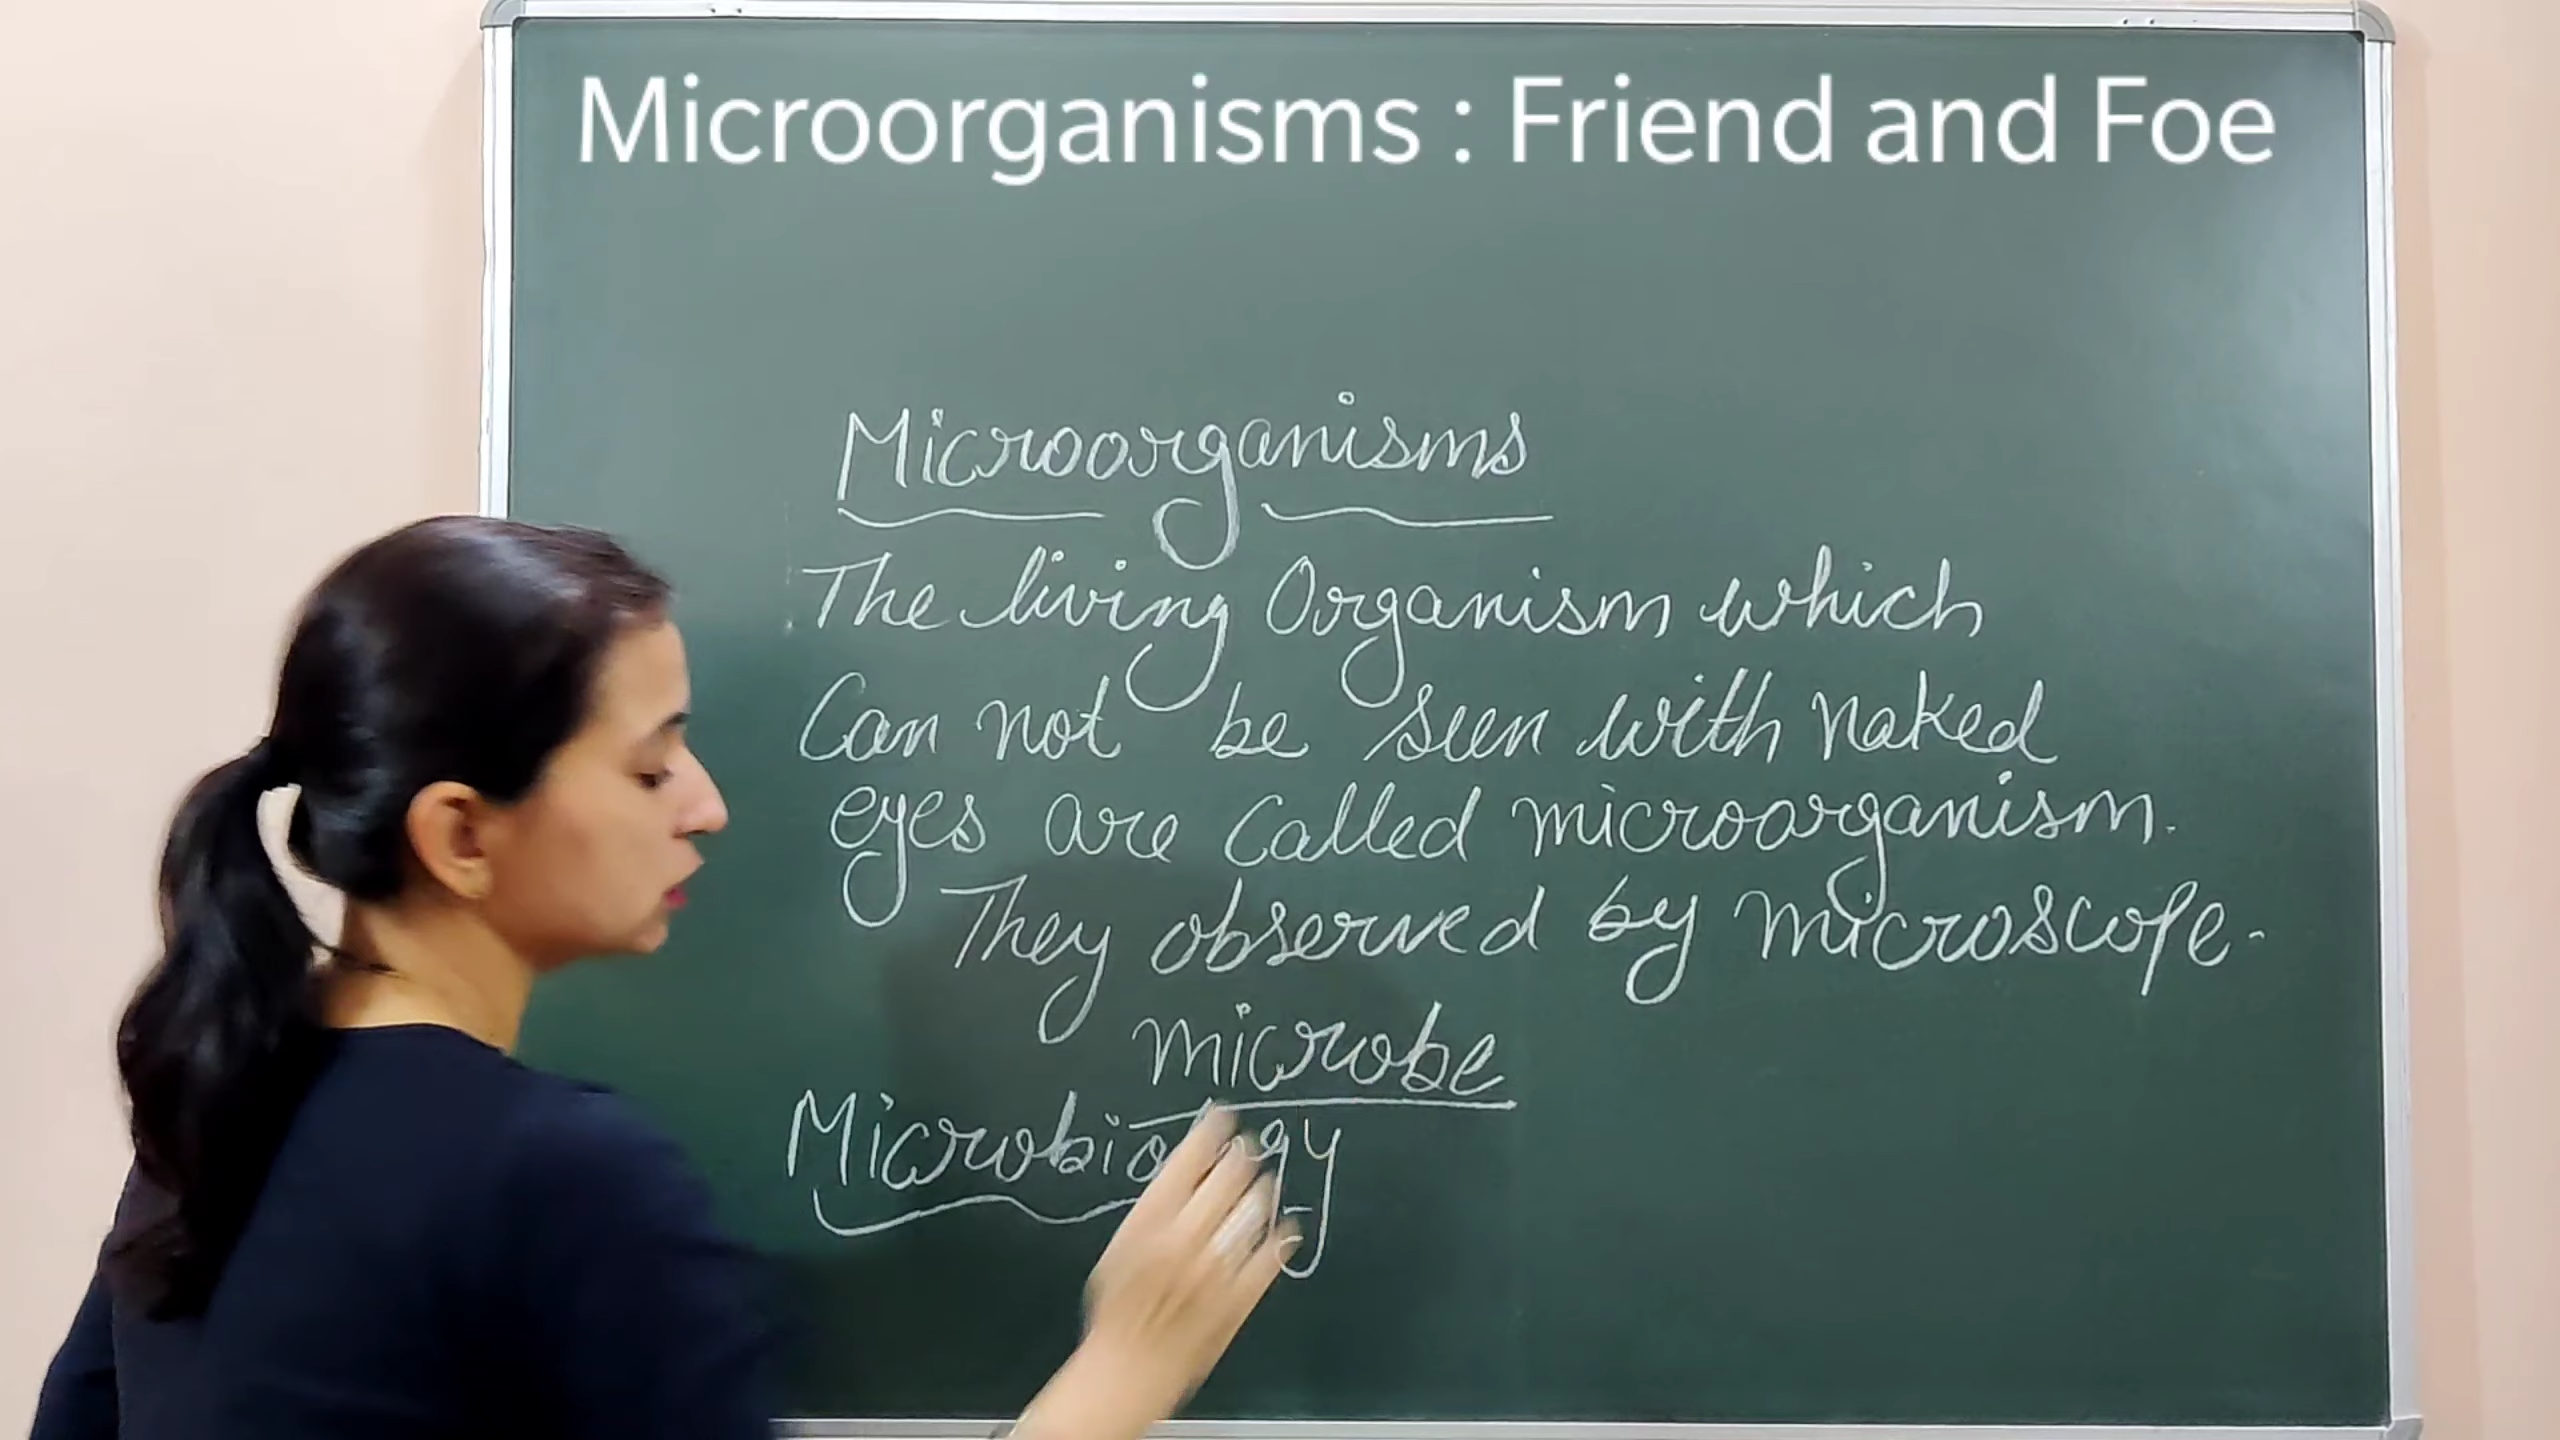 Microorganisms : Friend and Foe
Microorganisms
The living Organism which
Can not be seen with naked
eyes are called microorganism.
They observed by microscope.
microbe
Microbiology